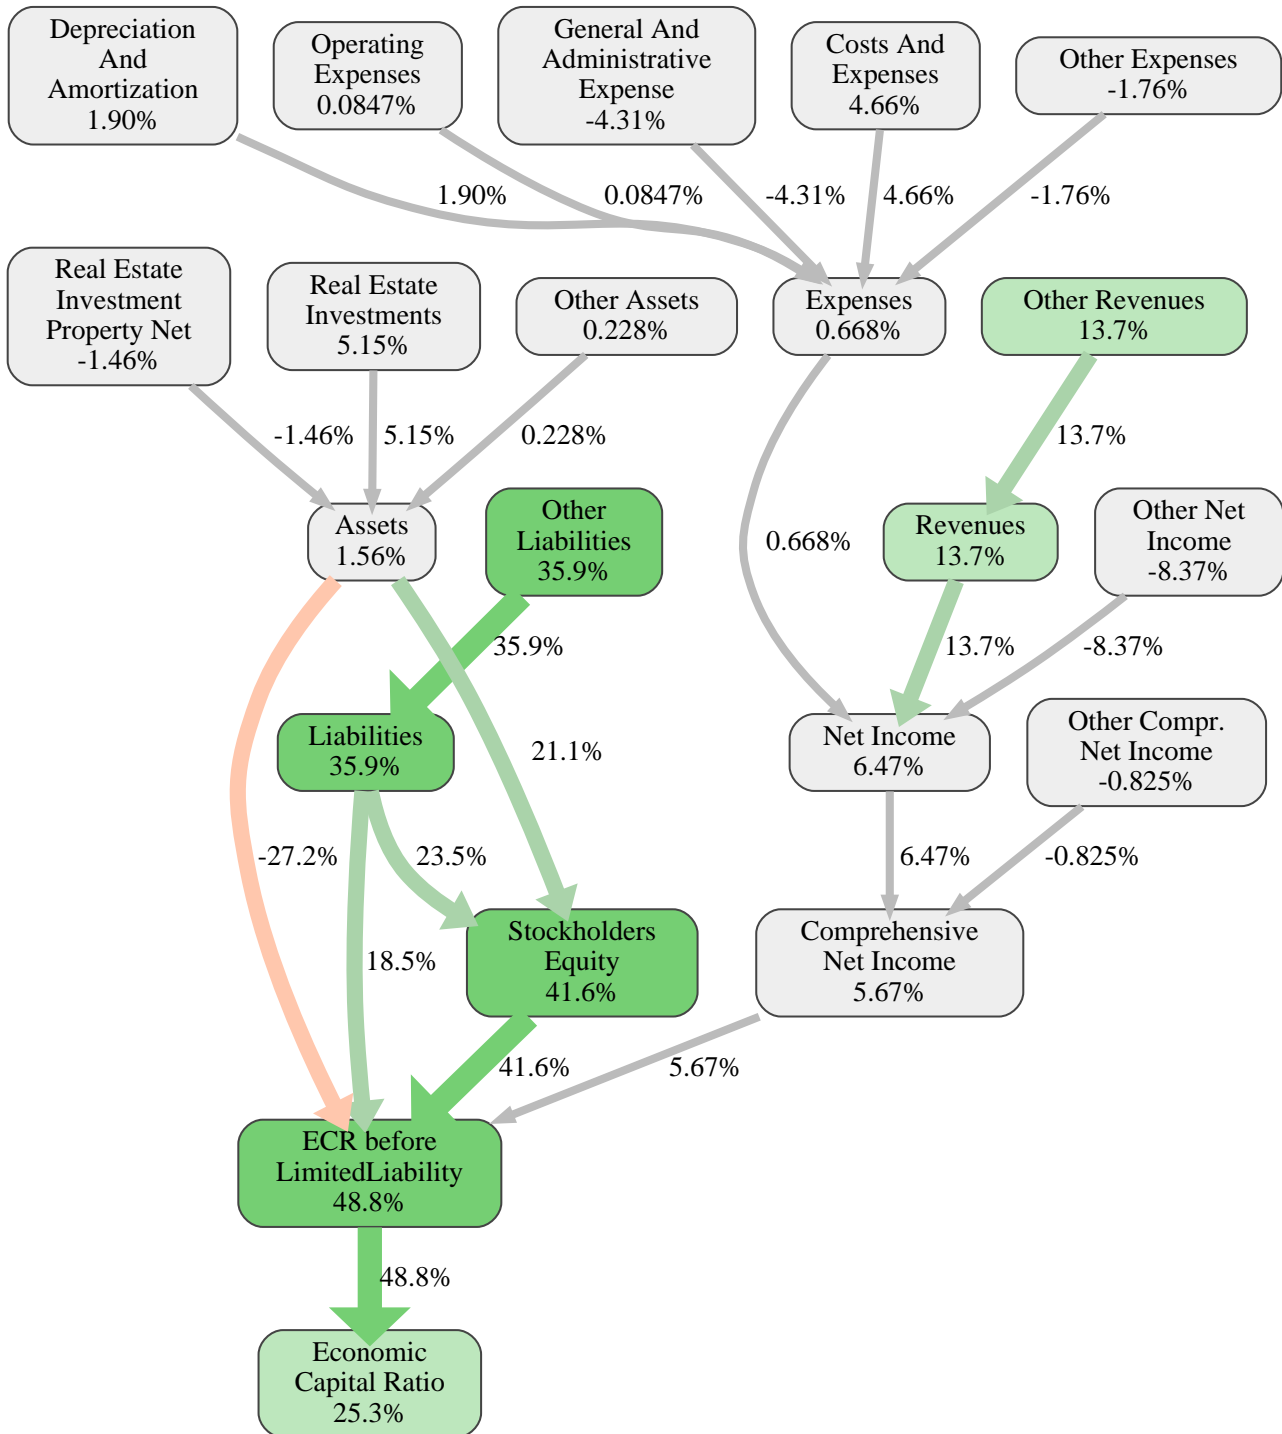 Depreciation
And
Amortization
1.90%
Operating
Expenses
0.0847%
General And
Administrative
Expense
-4.31%
Costs And
Expenses
4.66%
Other Expenses
-1.76%
1.90%
0.0847%
-4.31%
4.66%
-1.76%
Real Estate
Investment
Property Net
-1.46%
Real Estate
Investments
5.15%
Other Assets
0.228%
Expenses
0.668%
Other Revenues
13.7%
-1.46%
5.15%
0.228%
13.7%
Assets
1.56%
Other
Liabilities
35.9%
0.668%
Revenues
13.7%
Other Net
Income
-8.37%
35.9%
13.7%
-8.37%
Liabilities
35.9%
21.1%
Net Income
6.47%
Other Compr.
Net Income
-0.825%
-27.2%
23.5%
6.47%
-0.825%
18.5%
Stockholders
Equity
41.6%
Comprehensive
Net Income
5.67%
41.6%
5.67%
ECR before
LimitedLiability
48.8%
48.8%
Economic
Capital Ratio
25.3%